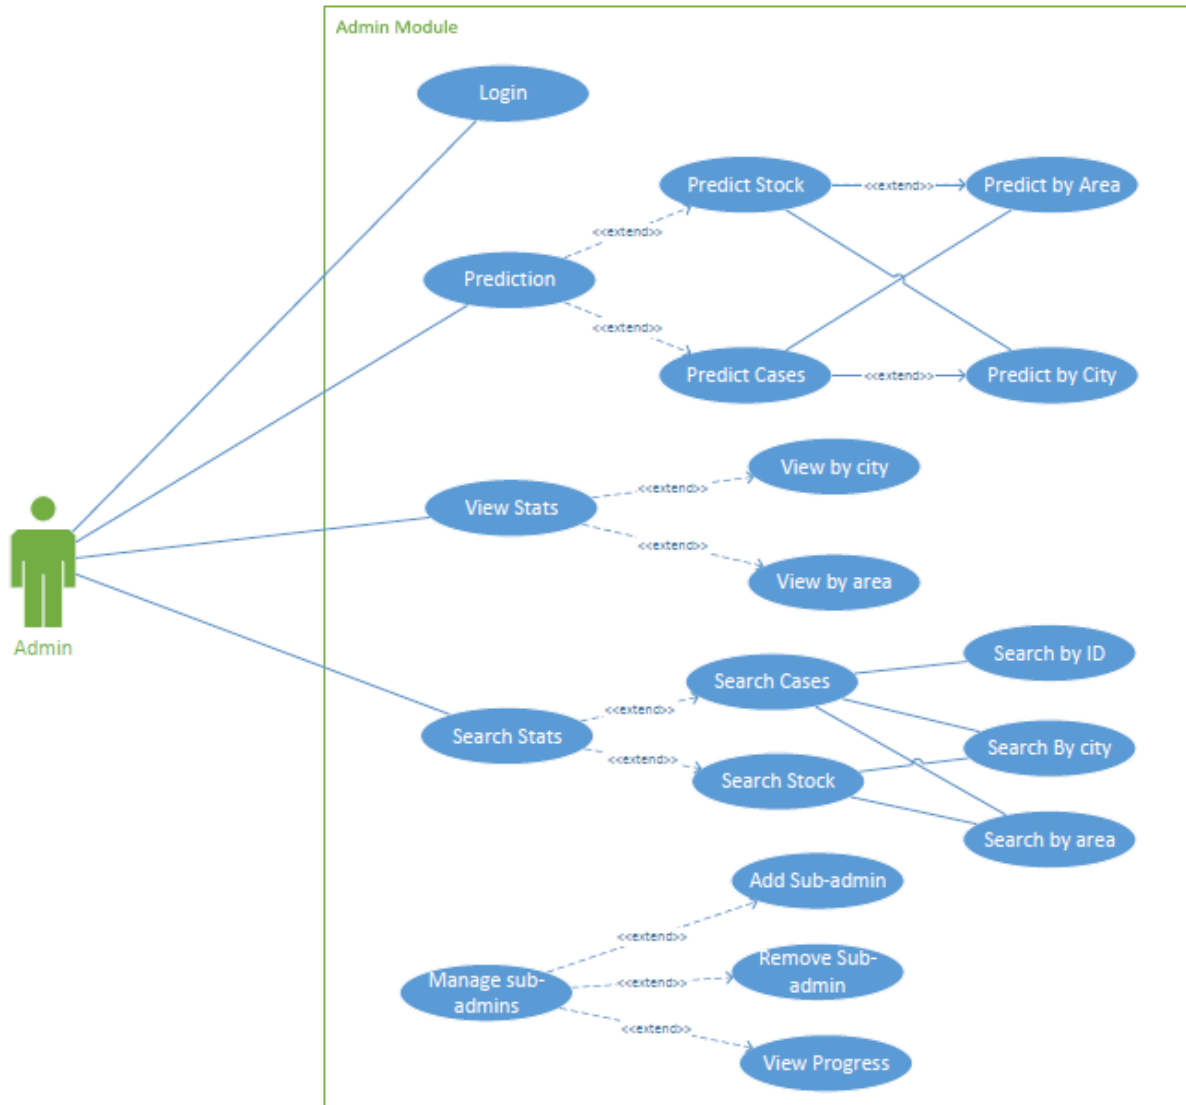 Admin Module
Login
Predict Stock
<<extend>>
Predict by Area
<<extend>>
Prediction
<<extend>>
Predict Cases
<<extend>>
Predict by City
View by city
<<extend>>
View Stats
<<extend>>
View by area
Admin
Search by ID
Search Cases
<<extend>>
Search Stats
<<extend>>
Search By city
Search Stock
Search by area
Add Sub-admin
<<extend>>
Manage sub-
admins
<<extend>>
Remove Sub-
admin
<<extend>>
View Progress